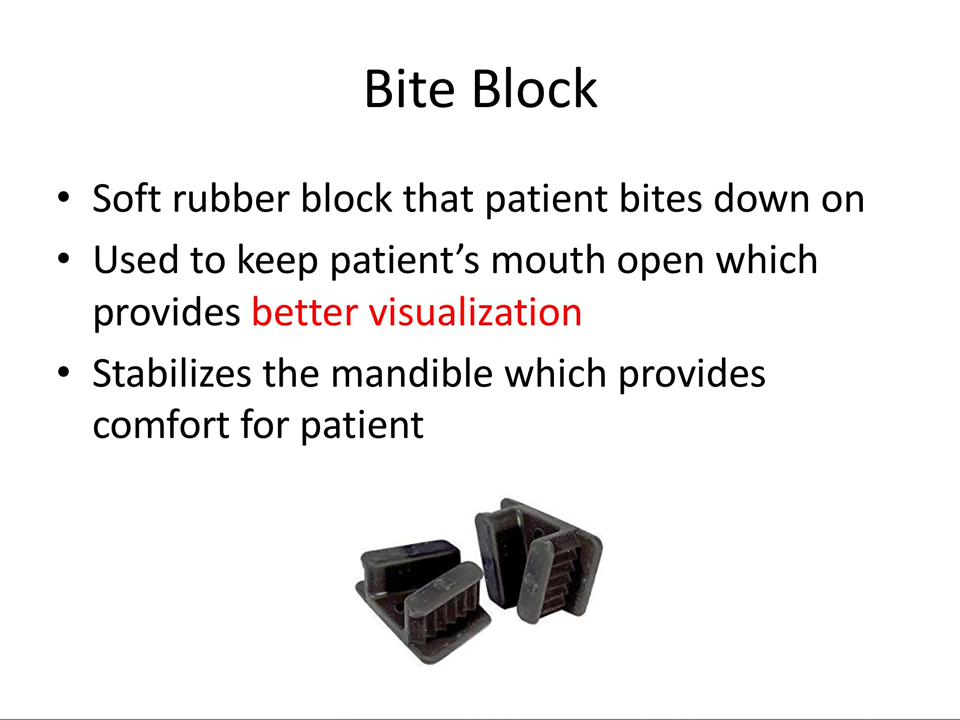 Bite Block
• Soft rubber block that patient bites down on
• Used to keep patient’s mouth open which
provides better visualization
• Stabilizes the mandible which provides
comfort for patient